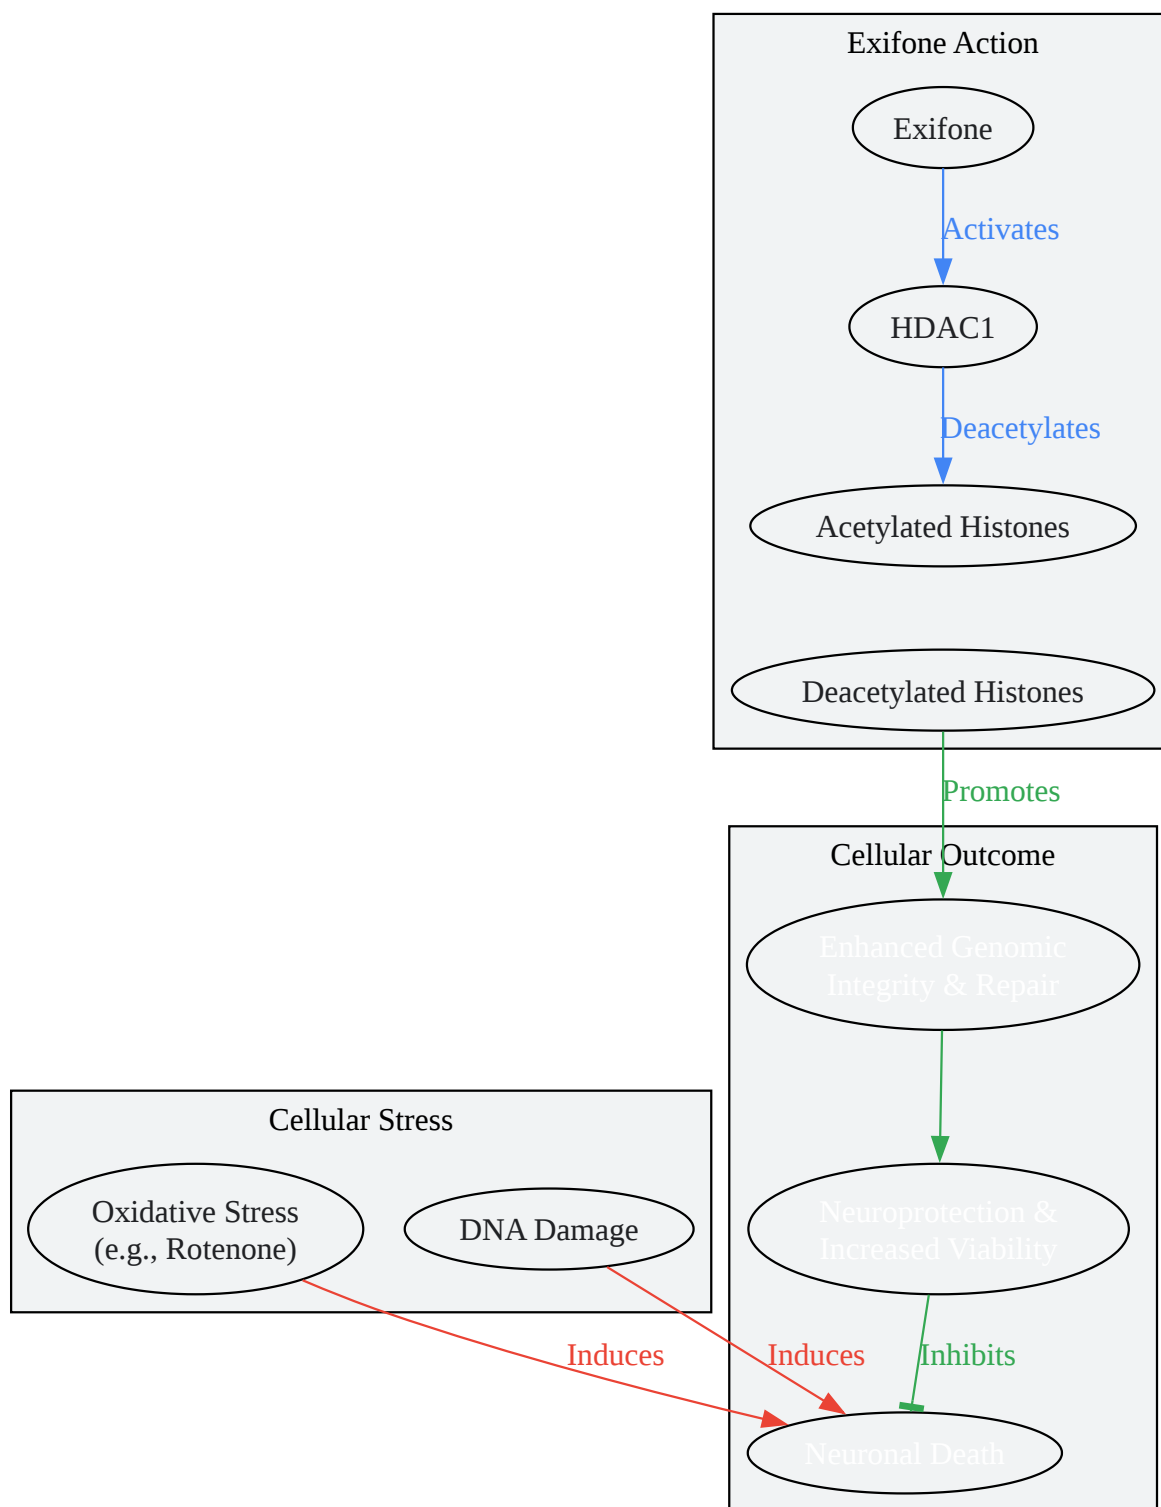 Exifone Action
Exifone
Activates
HDAC1
Deacetylates
Acetylated Histones
Deacetylated Histones
Promotes
Cellular Outcome
Enhanced Genomic
Integrity & Repair
Cellular Stress
Oxidative Stress
(e.g., Rotenone)
DNA Damage
Neuroprotection &
Increased Viability
Induces
Induces
Inhibits
Neuronal Death